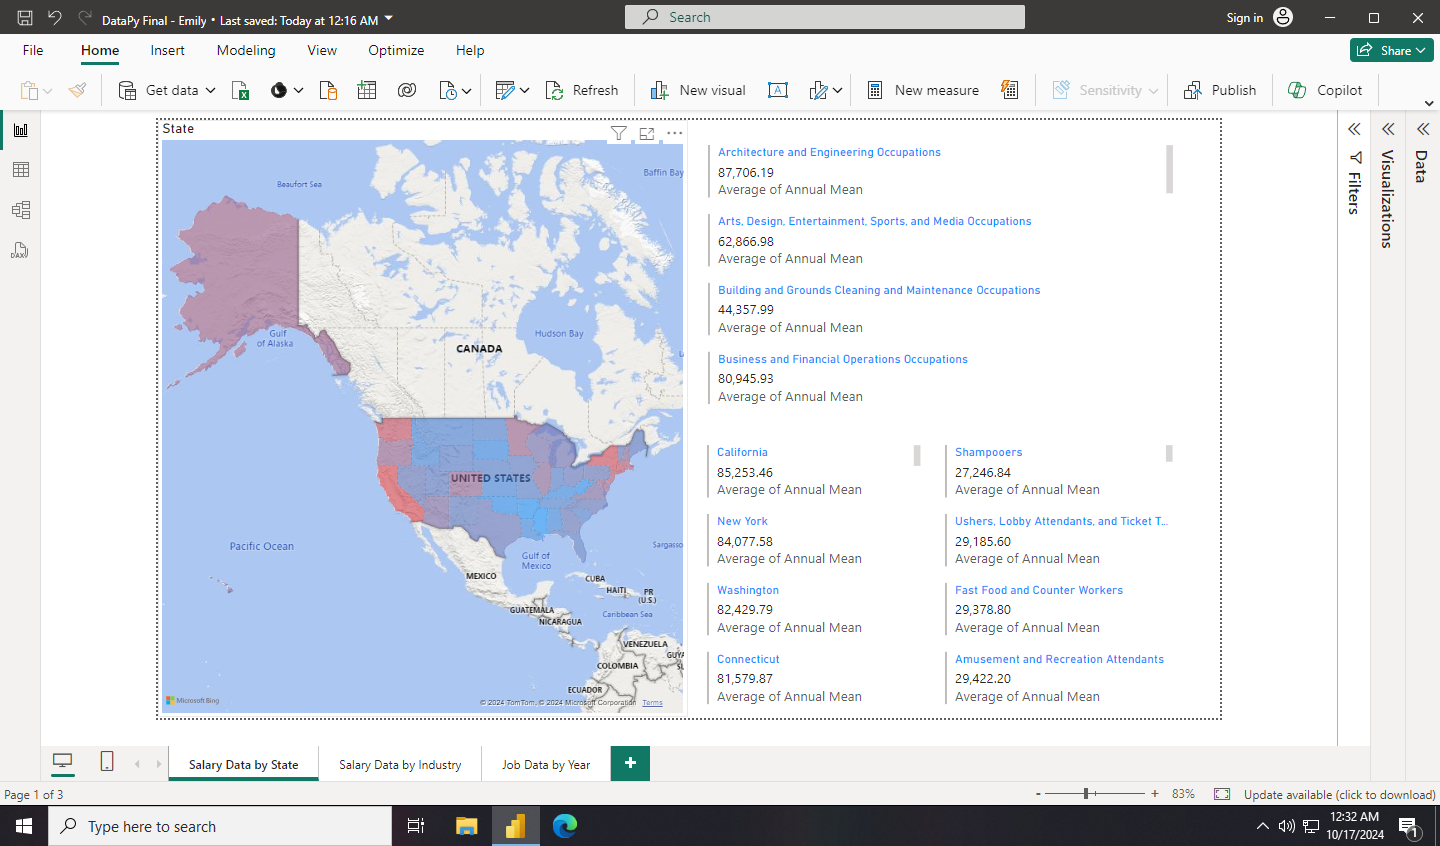 DataPy Final - Emily • Last saved: Today at 12:16 AM
Search
Sign in
File
Home
Insert
Modeling
View
Optimize
Help
Share
Get data
Refresh
New visual
New measure
Sensitivity
Publish
Copilot
State
Beaufort Sea
Baffin Bay
Gulf
of Alaska
Hudson Bay
CANADA
UNITED STATES
Pacific Ocean
Gulf of
Mexico
Sargasso
MEXICO
CUBA
HAITI
PR
(U.S.)
GUATEMALA
Caribbean Sea
NICARAGUA
VENEZUELA
GUYA
COLOMBIA
SU
ECUADOR
Microsoft Bing
© 2024 TomTom, © 2024 Microsoft Corporation Terms
Architecture and Engineering Occupations
87,706.19
Average of Annual Mean
Arts, Design, Entertainment, Sports, and Media Occupations
62,866.98
Average of Annual Mean
Building and Grounds Cleaning and Maintenance Occupations
44,357.99
Average of Annual Mean
Business and Financial Operations Occupations
80,945.93
Average of Annual Mean
California
85,253.46
Average of Annual Mean
New York
84,077.58
Average of Annual Mean
Washington
82,429.79
Average of Annual Mean
Connecticut
81,579.87
Average of Annual Mean
Shampooers
27,246.84
Average of Annual Mean
Ushers, Lobby Attendants, and Ticket T...
29,185.60
Average of Annual Mean
Fast Food and Counter Workers
29,378.80
Average of Annual Mean
Amusement and Recreation Attendants
29,422.20
Average of Annual Mean
Filters
Visualizations
Data
DAX
Salary Data by State
Salary Data by Industry
Job Data by Year
+
Page 1 of 3
- + 83%
Update available (click to download)
Type here to search
12:32 AM
10/17/2024
1